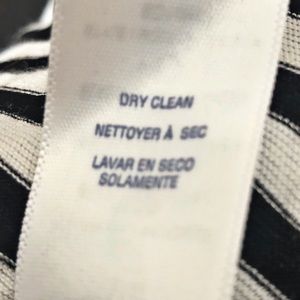 DRY CLEAN
NETTOYER À SEC
LAVAR EN SECO
SOLAMENTE